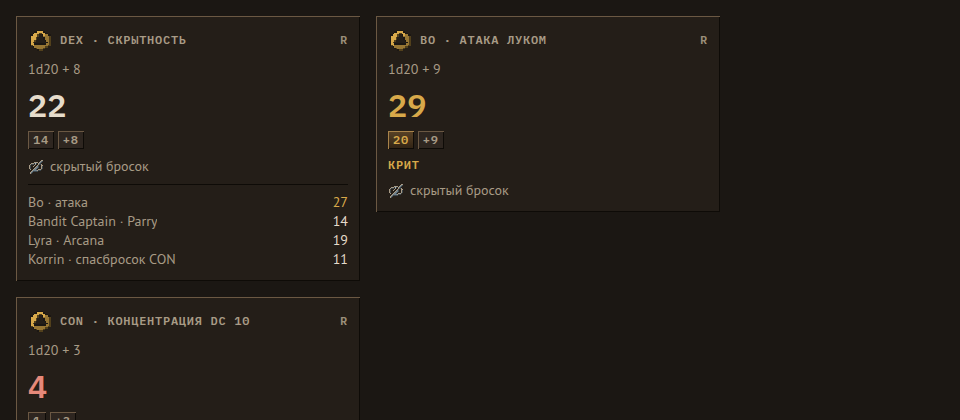 DEX · СКРЫТНОСТЬ R
1d20 + 8
22
14 +8
скрытый бросок
Bo · атака 27
Bandit Captain · Parry 14
Lyra · Arcana 19
Korrin · спасбросок CON 11
BO · АТАКА ЛУКОМ R
1d20 + 9
29
20 +9
КРИТ
скрытый бросок
CON · КОНЦЕНТРАЦИЯ DC 10 R
1d20 + 3
4